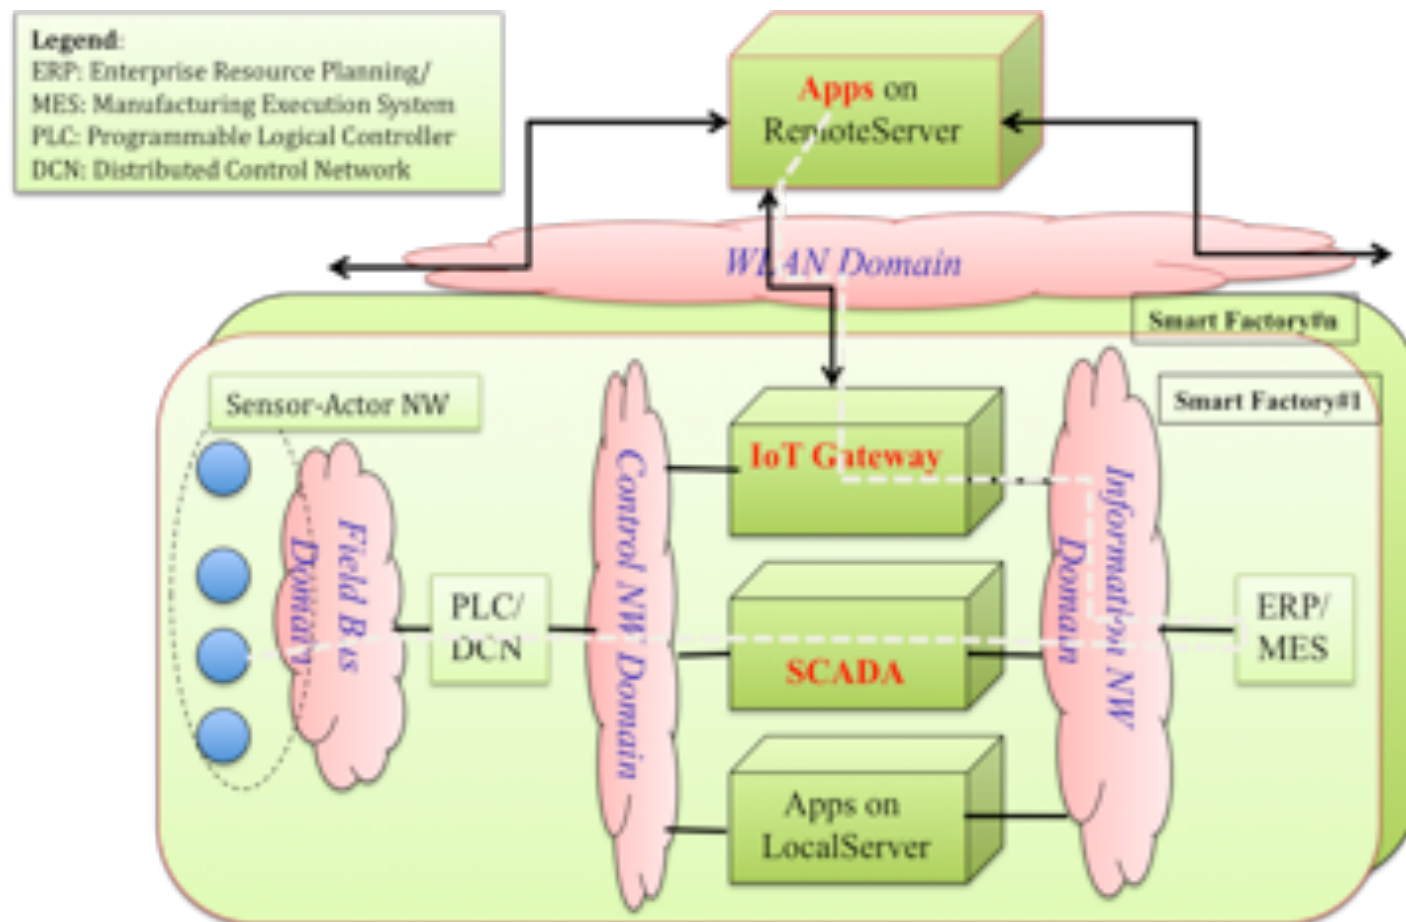 Legend:
ERP: Enterprise Resource Planning/
MES: Manufacturing Execution System
PLC: Programmable Logical Controller
DCN: Distributed Control Network
Apps on
RemoteServer
WLAN Domain
Smart Factory#n
Smart Factory#1
Sensor-Actor NW
Field B is
Domain
PLC/
DCN
Control NW Domain
IoT Gateway
SCADA
Apps on
LocalServer
Information NW
Domain
ERP/
MES